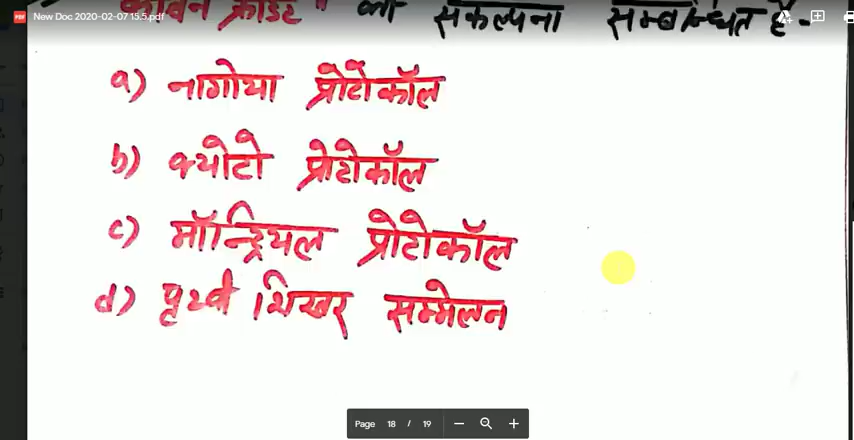 New Doc 2020-02-07 15.5.pdf
"कार्बन क्रेडिट" की संकल्पना सम्बन्धित है -
a) नागोया प्रोटोकॉल
b) क्योटो प्रोटोकॉल
c) मॉन्ट्रियल प्रोटोकॉल
d) पृथ्वी शिखर सम्मेलन
Page 18 / 19